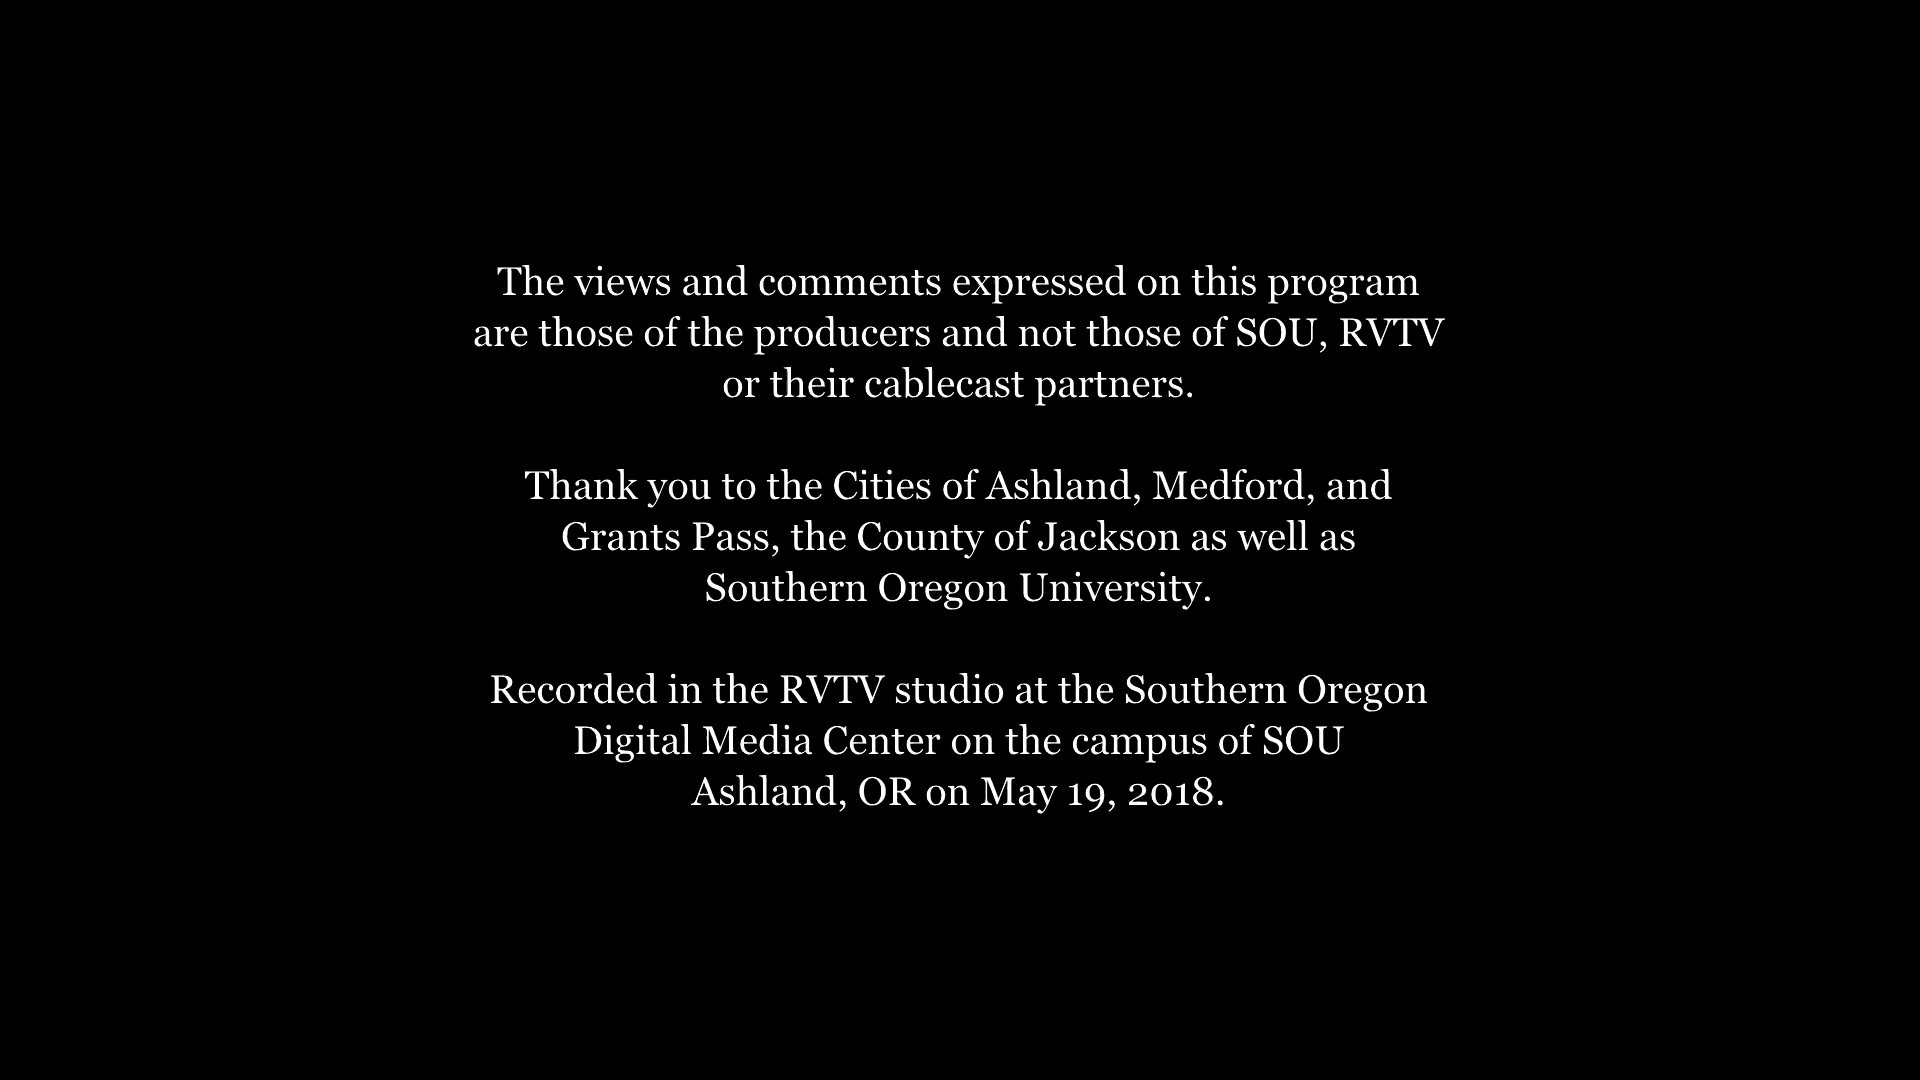 The views and comments expressed on this program
are those of the producers and not those of SOU, RVTV
or their cablecast partners.
Thank you to the Cities of Ashland, Medford, and
Grants Pass, the County of Jackson as well as
Southern Oregon University.
Recorded in the RVTV studio at the Southern Oregon
Digital Media Center on the campus of SOU
Ashland, OR on May 19, 2018.